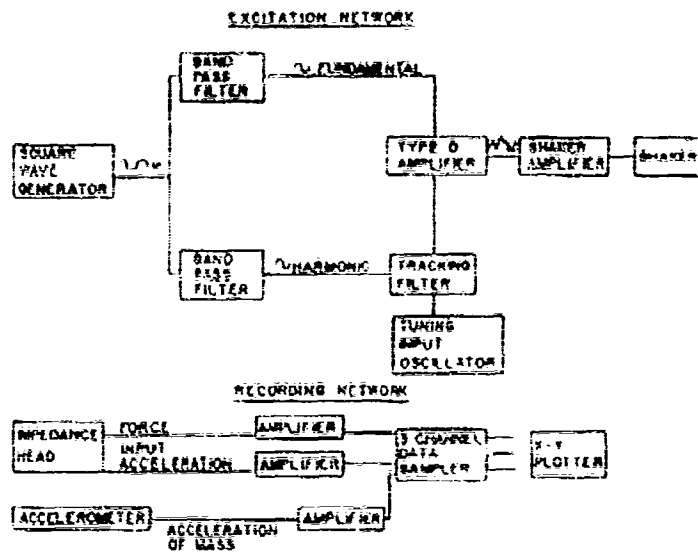 EXCITATION NETWORK
BAND
PASS
FILTER
FUNDAMENTAL
SQUARE
WAVE
GENERATOR
TYPE D
AMPLIFIER
SHAKER
AMPLIFIER
SHAKER
BAND
PASS
FILTER
HARMONIC
TRACKING
FILTER
TUNING
INPUT
OSCILLATOR
RECORDING NETWORK
IMPEDANCE
HEAD
FORCE
INPUT
ACCELERATION
AMPLIFIER
AMPLIFIER
3 CHANNEL
DATA
SAMPLER
X-Y
PLOTTER
ACCELEROMETER
ACCELERATION
OF MASS
AMPLIFIER